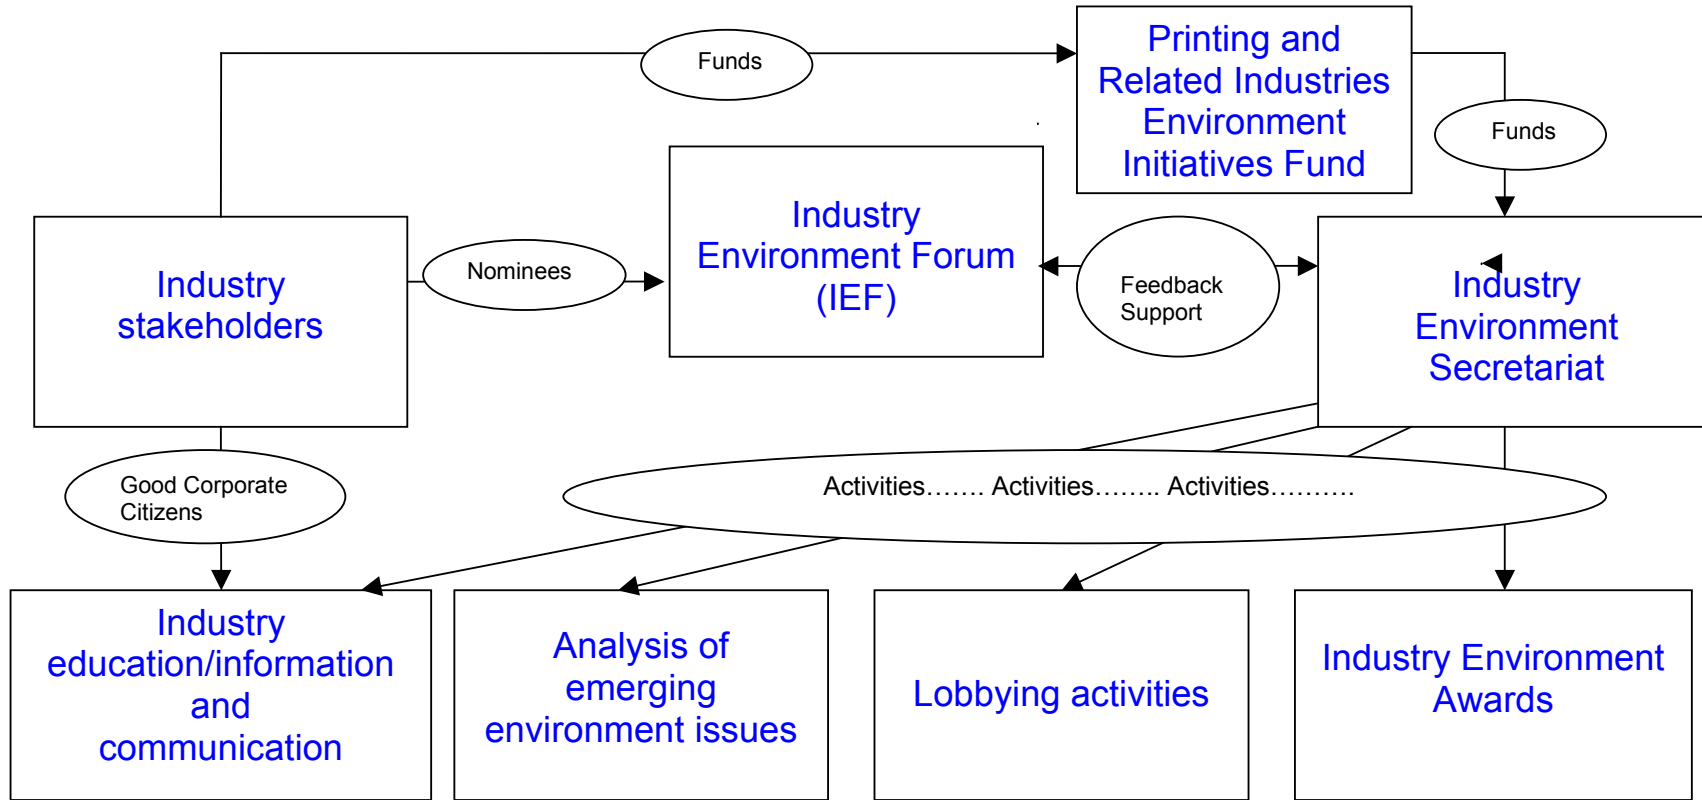 Funds
Printing and
Related Industries
Environment
Initiatives Fund
Funds
Industry
stakeholders
Nominees
Industry
Environment Forum
(IEF)
Feedback
Support
Industry
Environment
Secretariat
Good Corporate
Citizens
Activities……. Activities…….. Activities……….
Industry
education/information
and
communication
Analysis of
emerging
environment issues
Lobbying activities
Industry Environment
Awards